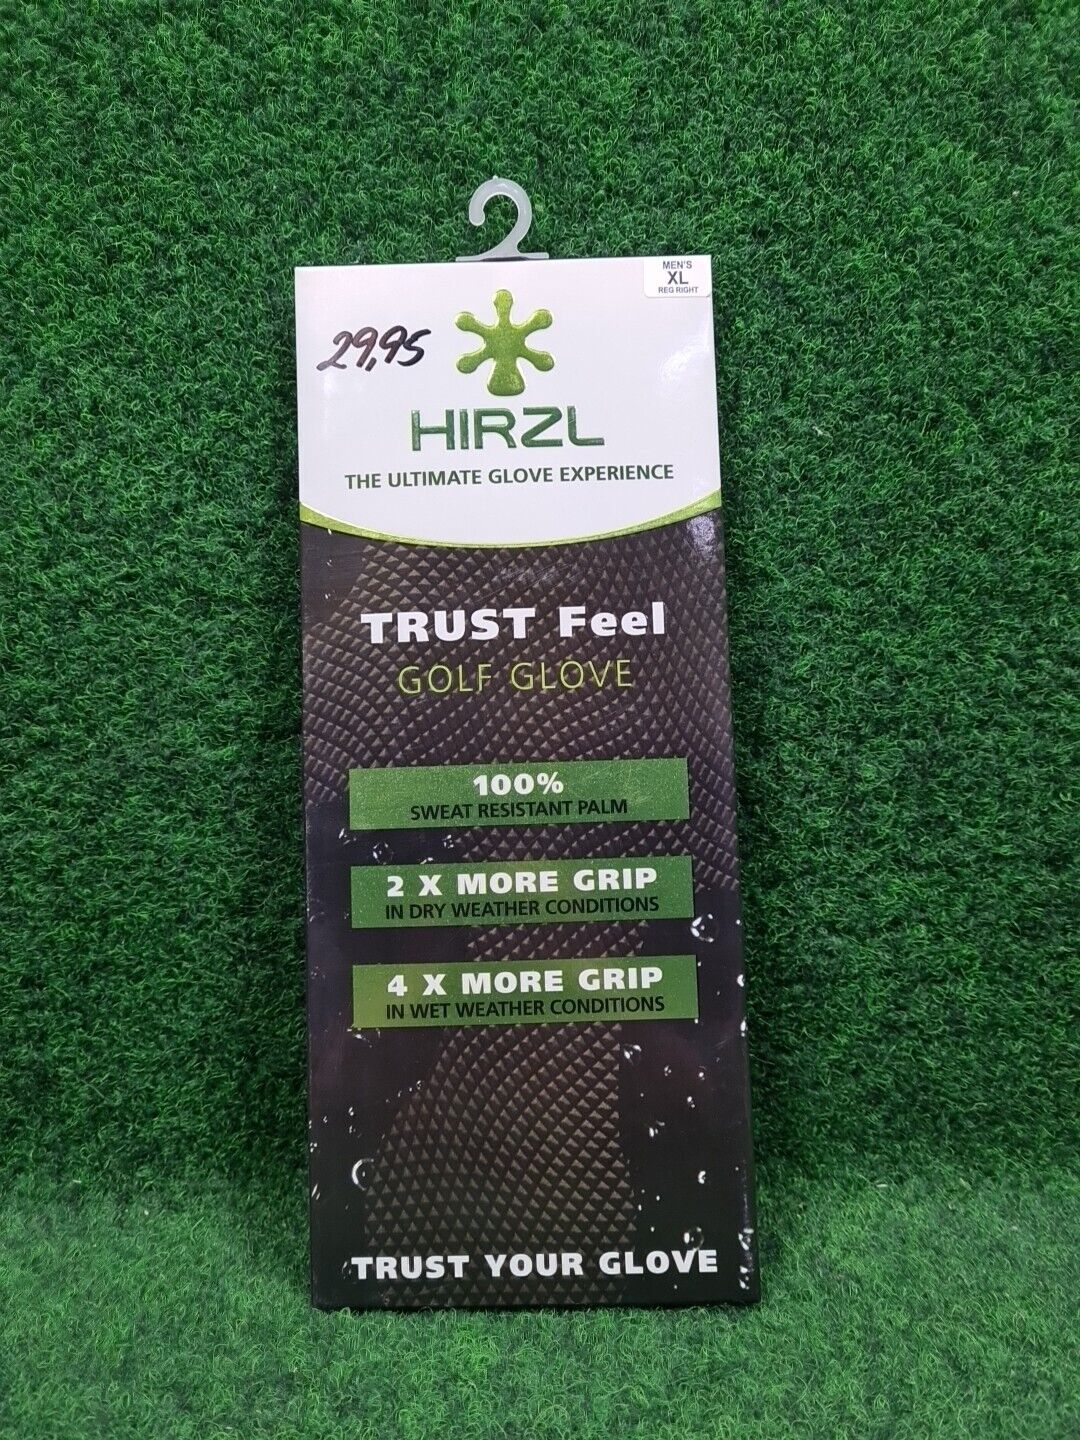 MEN'S
XL
REG RIGHT
29,95
HIRZL
THE ULTIMATE GLOVE EXPERIENCE
TRUST Feel
GOLF GLOVE
100%
SWEAT RESISTANT PALM
2 X MORE GRIP
IN DRY WEATHER CONDITIONS
4 X MORE GRIP
IN WET WEATHER CONDITIONS
TRUST YOUR GLOVE